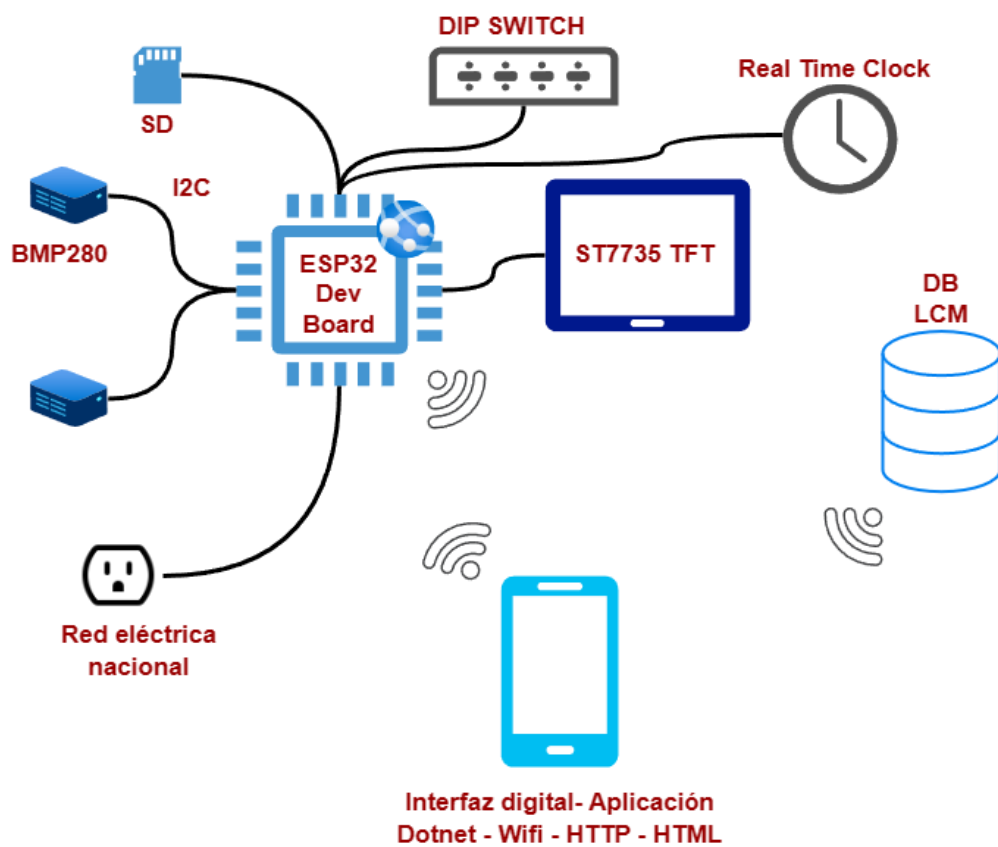 DIP SWITCH
Real Time Clock
SD
I2C
BMP280
ESP32
Dev
Board
ST7735 TFT
DB
LCM
Red eléctrica
nacional
Interfaz digital- Aplicación
Dotnet - Wifi - HTTP - HTML